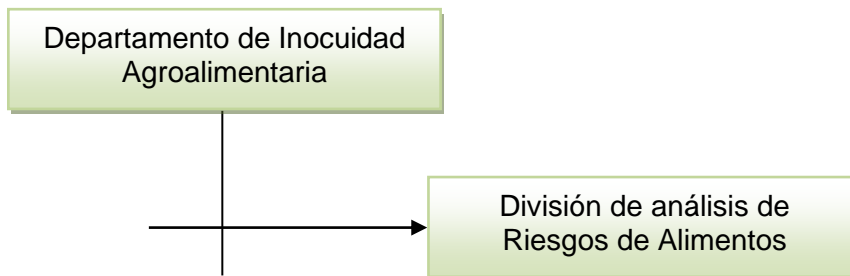 Departamento de Inocuidad
Agroalimentaria
División de análisis de
Riesgos de Alimentos